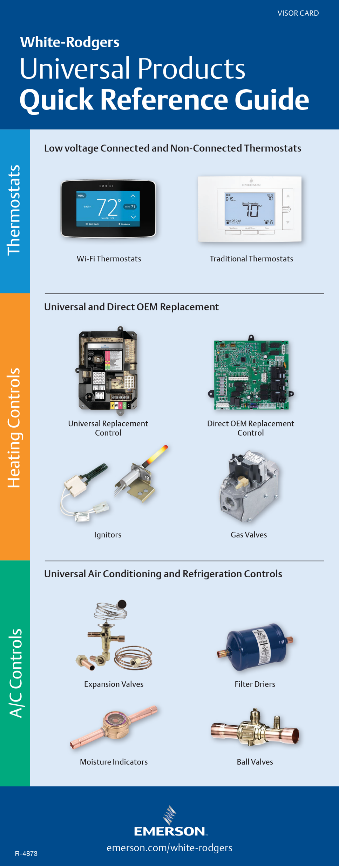 VISOR CARD
White-Rodgers
Universal Products
Quick Reference Guide
Thermostats
Low voltage Connected and Non-Connected Thermostats
72°
70°
Wi-Fi Thermostats
Traditional Thermostats
Heating Controls
Universal and Direct OEM Replacement
Universal Replacement
Control
Direct OEM Replacement
Control
Ignitors
Gas Valves
A/C Controls
Universal Air Conditioning and Refrigeration Controls
Expansion Valves
Filter Driers
Moisture Indicators
Ball Valves
EMERSON
emerson.com/white-rodgers
R-4873